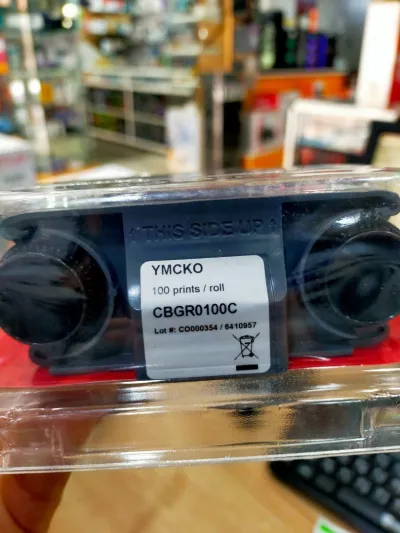 THIS SIDE UP
YMCKO
100 prints / roll
CBGR0100C
Lot #: CO000354 / 6410957